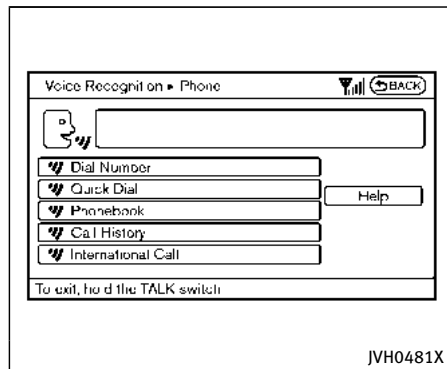 Voice Recognition ▸ Phone
BACK
Dial Number
Quick Dial
Phonebook
Help
Call History
International Call
To exit, hold the TALK switch
JVH0481X